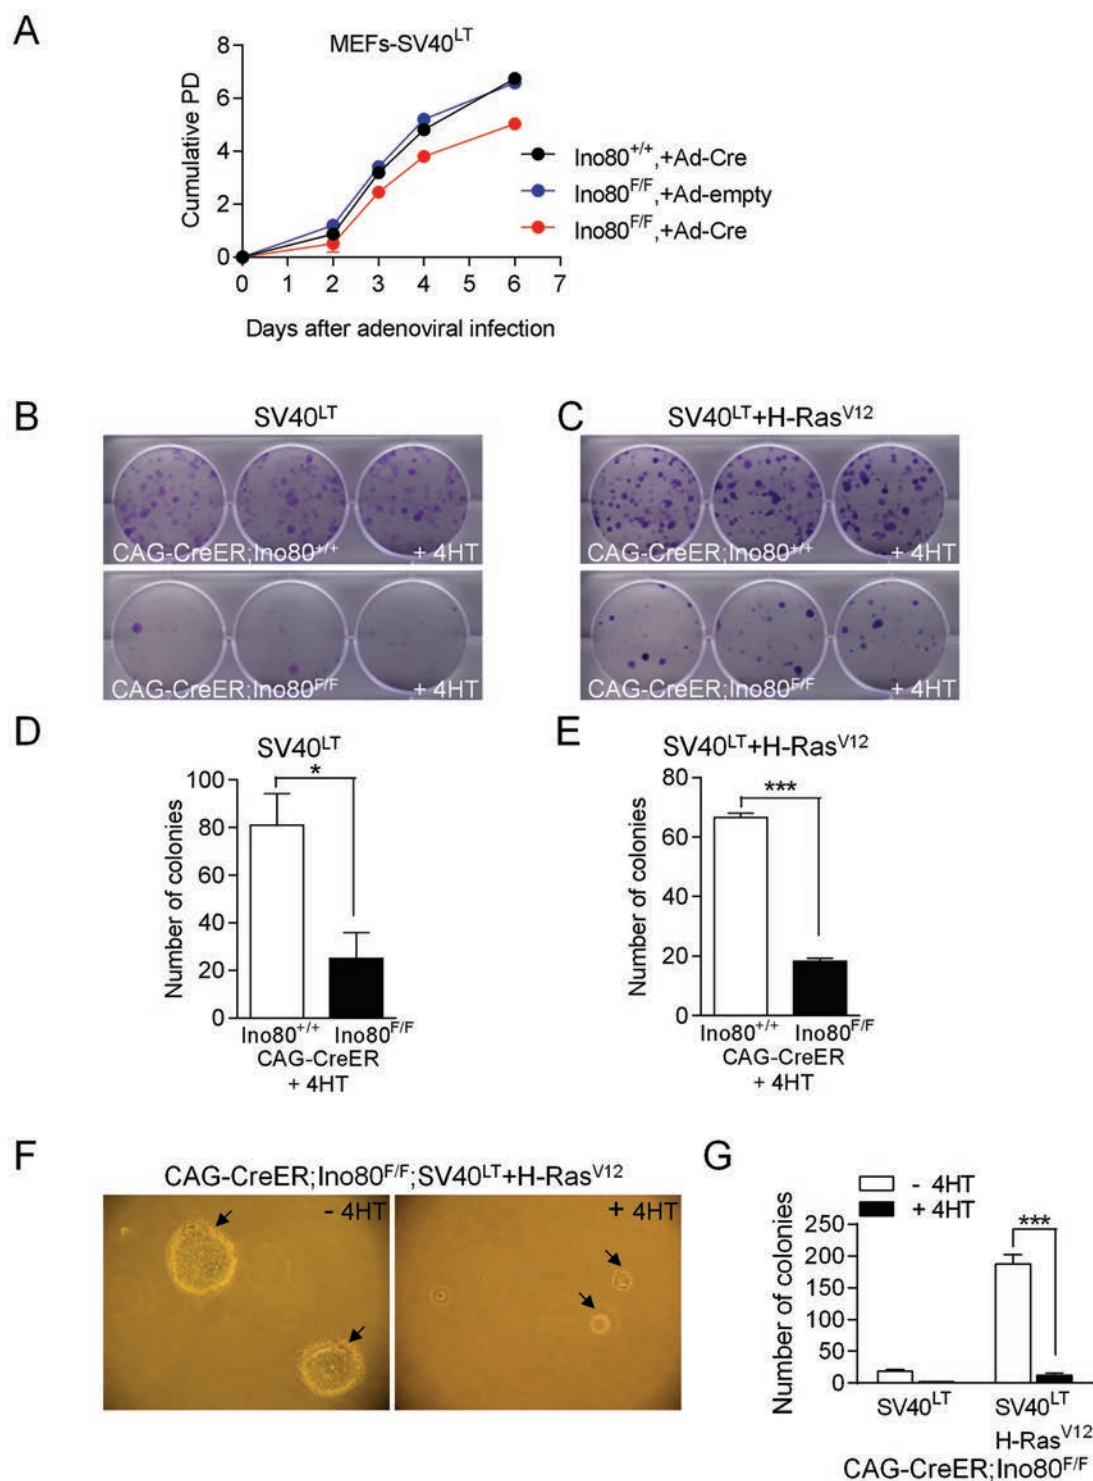 A
MEFs-SV40LT
8
6
4
2
0
Cumulative PD
0 1 2 3 4 5 6 7
Days after adenoviral infection
Ino80+/+,+Ad-Cre
Ino80F/F,+Ad-empty
Ino80F/F,+Ad-Cre
B
SV40LT
CAG-CreER;Ino80+/+ + 4HT
CAG-CreER;Ino80F/F + 4HT
C
SV40LT+H-RasV12
CAG-CreER;Ino80+/+ + 4HT
CAG-CreER;Ino80F/F + 4HT
D
SV40LT
100
80
60
40
20
0
Number of colonies
*
Ino80+/+ Ino80F/F
CAG-CreER
+ 4HT
E
SV40LT+H-RasV12
80
60
40
20
0
Number of colonies
***
Ino80+/+ Ino80F/F
CAG-CreER
+ 4HT
F
CAG-CreER;Ino80F/F;SV40LT+H-RasV12
- 4HT
+ 4HT
G
- 4HT
+ 4HT
250
200
150
100
50
0
Number of colonies
***
SV40LT SV40LT
H-RasV12
CAG-CreER;Ino80F/F